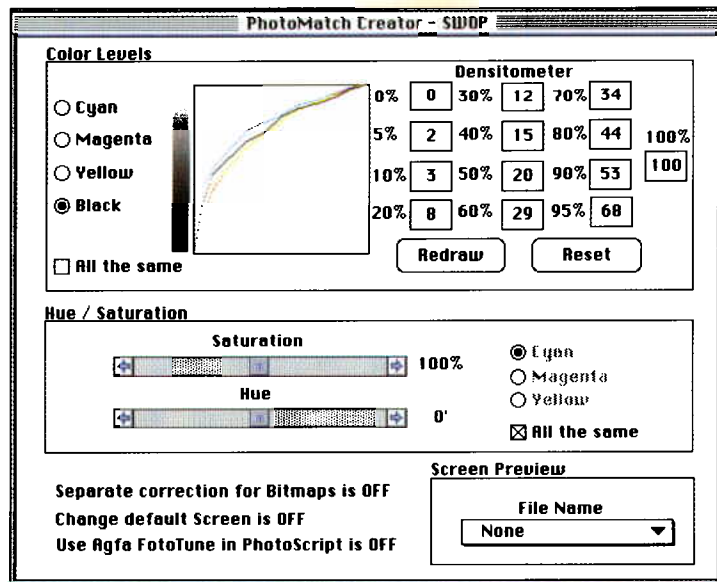 PhotoMatch Creator - SWOP
Color Levels
Densitometer
Cyan
Magenta
Yellow
Black
All the same
0% 0 30% 12 70% 34
5% 2 40% 15 80% 44 100%
10% 3 50% 20 90% 53 100
20% 8 60% 29 95% 68
Redraw Reset
Hue / Saturation
Saturation
100%
Hue
0'
Cyan
Magenta
Yellow
All the same
Separate correction for Bitmaps is OFF
Change default Screen is OFF
Use Agfa FotoTune in PhotoScript is OFF
Screen Preview
File Name
None